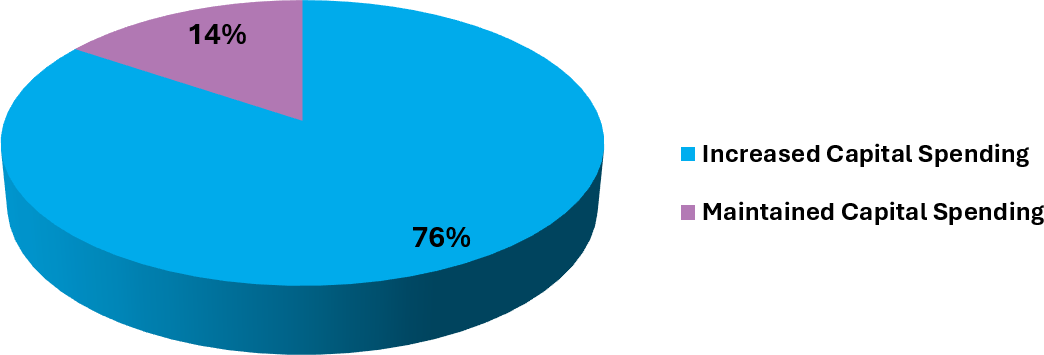 14%
76%
Increased Capital Spending
Maintained Capital Spending